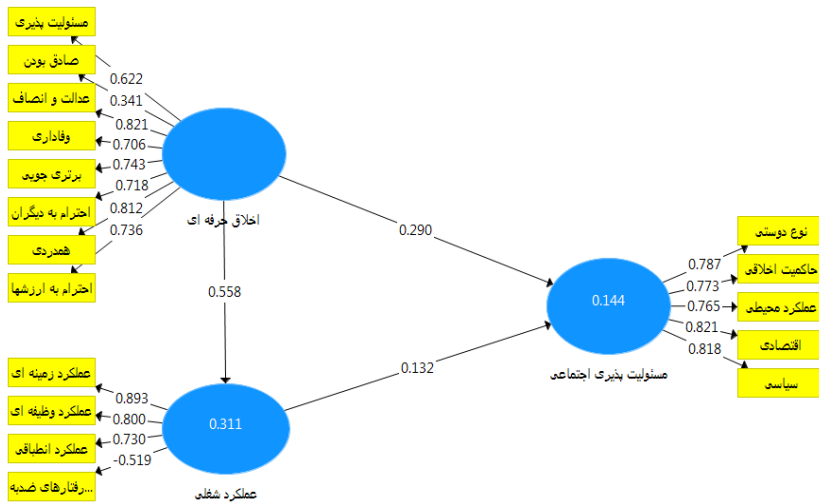 مسئولیت پذیری
صادق بودن
عدالت و انصاف
وفاداری
برتری جویی
احترام به دیگران
همدردی
احترام به ارزشها
0.622
0.341
0.821
0.706
0.743
0.718
0.812
0.736
اخلاق حرفه ای
0.290
0.558
0.132
نوع دوستی
حاکمیت اخلاقی
عملکرد محیطی
اقتصادی
سیاسی
0.787
0.773
0.765
0.821
0.818
0.144
مسئولیت پذیری اجتماعی
عملکرد زمینه ای
عملکرد وظیفه ای
عملکرد انطباقی
رفتارهای ضدبه...
0.893
0.800
0.730
-0.519
0.311
عملکرد شغلی